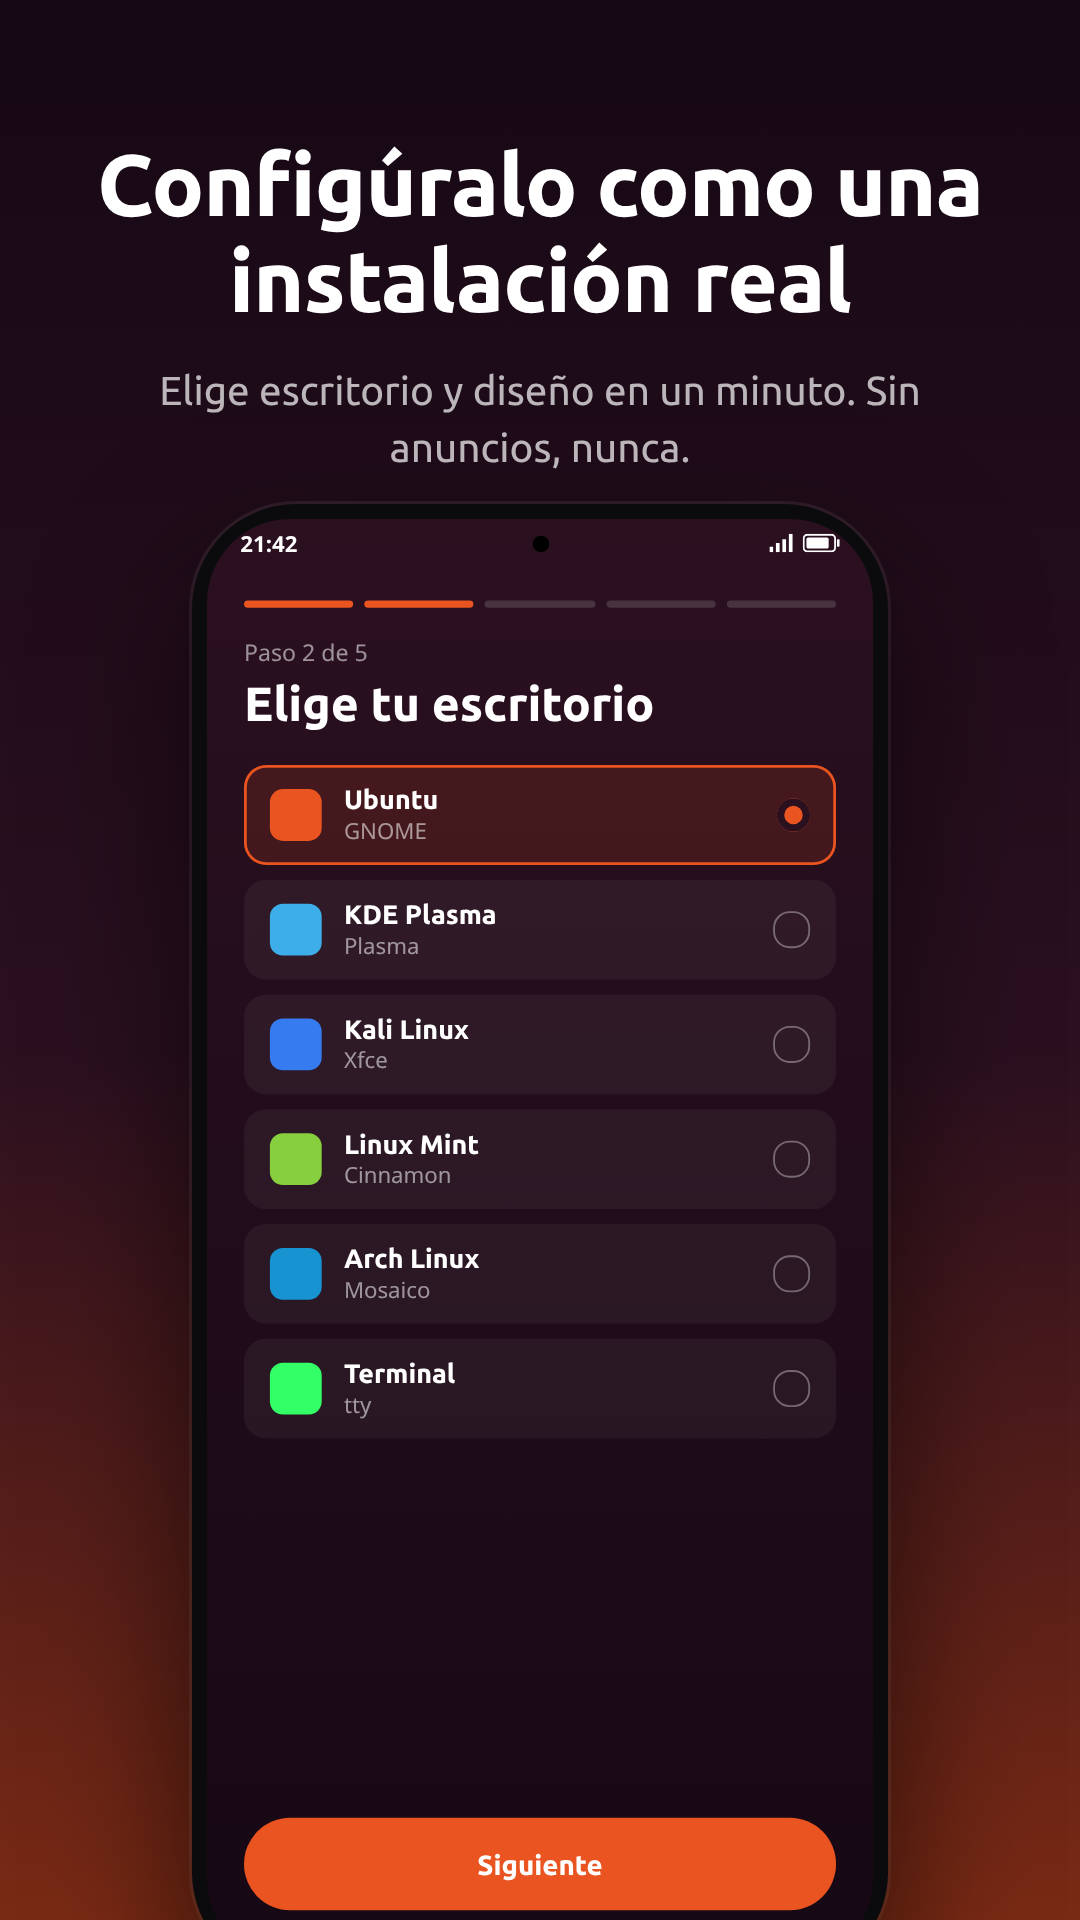 Configúralo como una
instalación real
Elige escritorio y diseño en un minuto. Sin
anuncios, nunca.
21:42
Paso 2 de 5
Elige tu escritorio
Ubuntu
GNOME
KDE Plasma
Plasma
Kali Linux
Xfce
Linux Mint
Cinnamon
Arch Linux
Mosaico
Terminal
tty
Siguiente